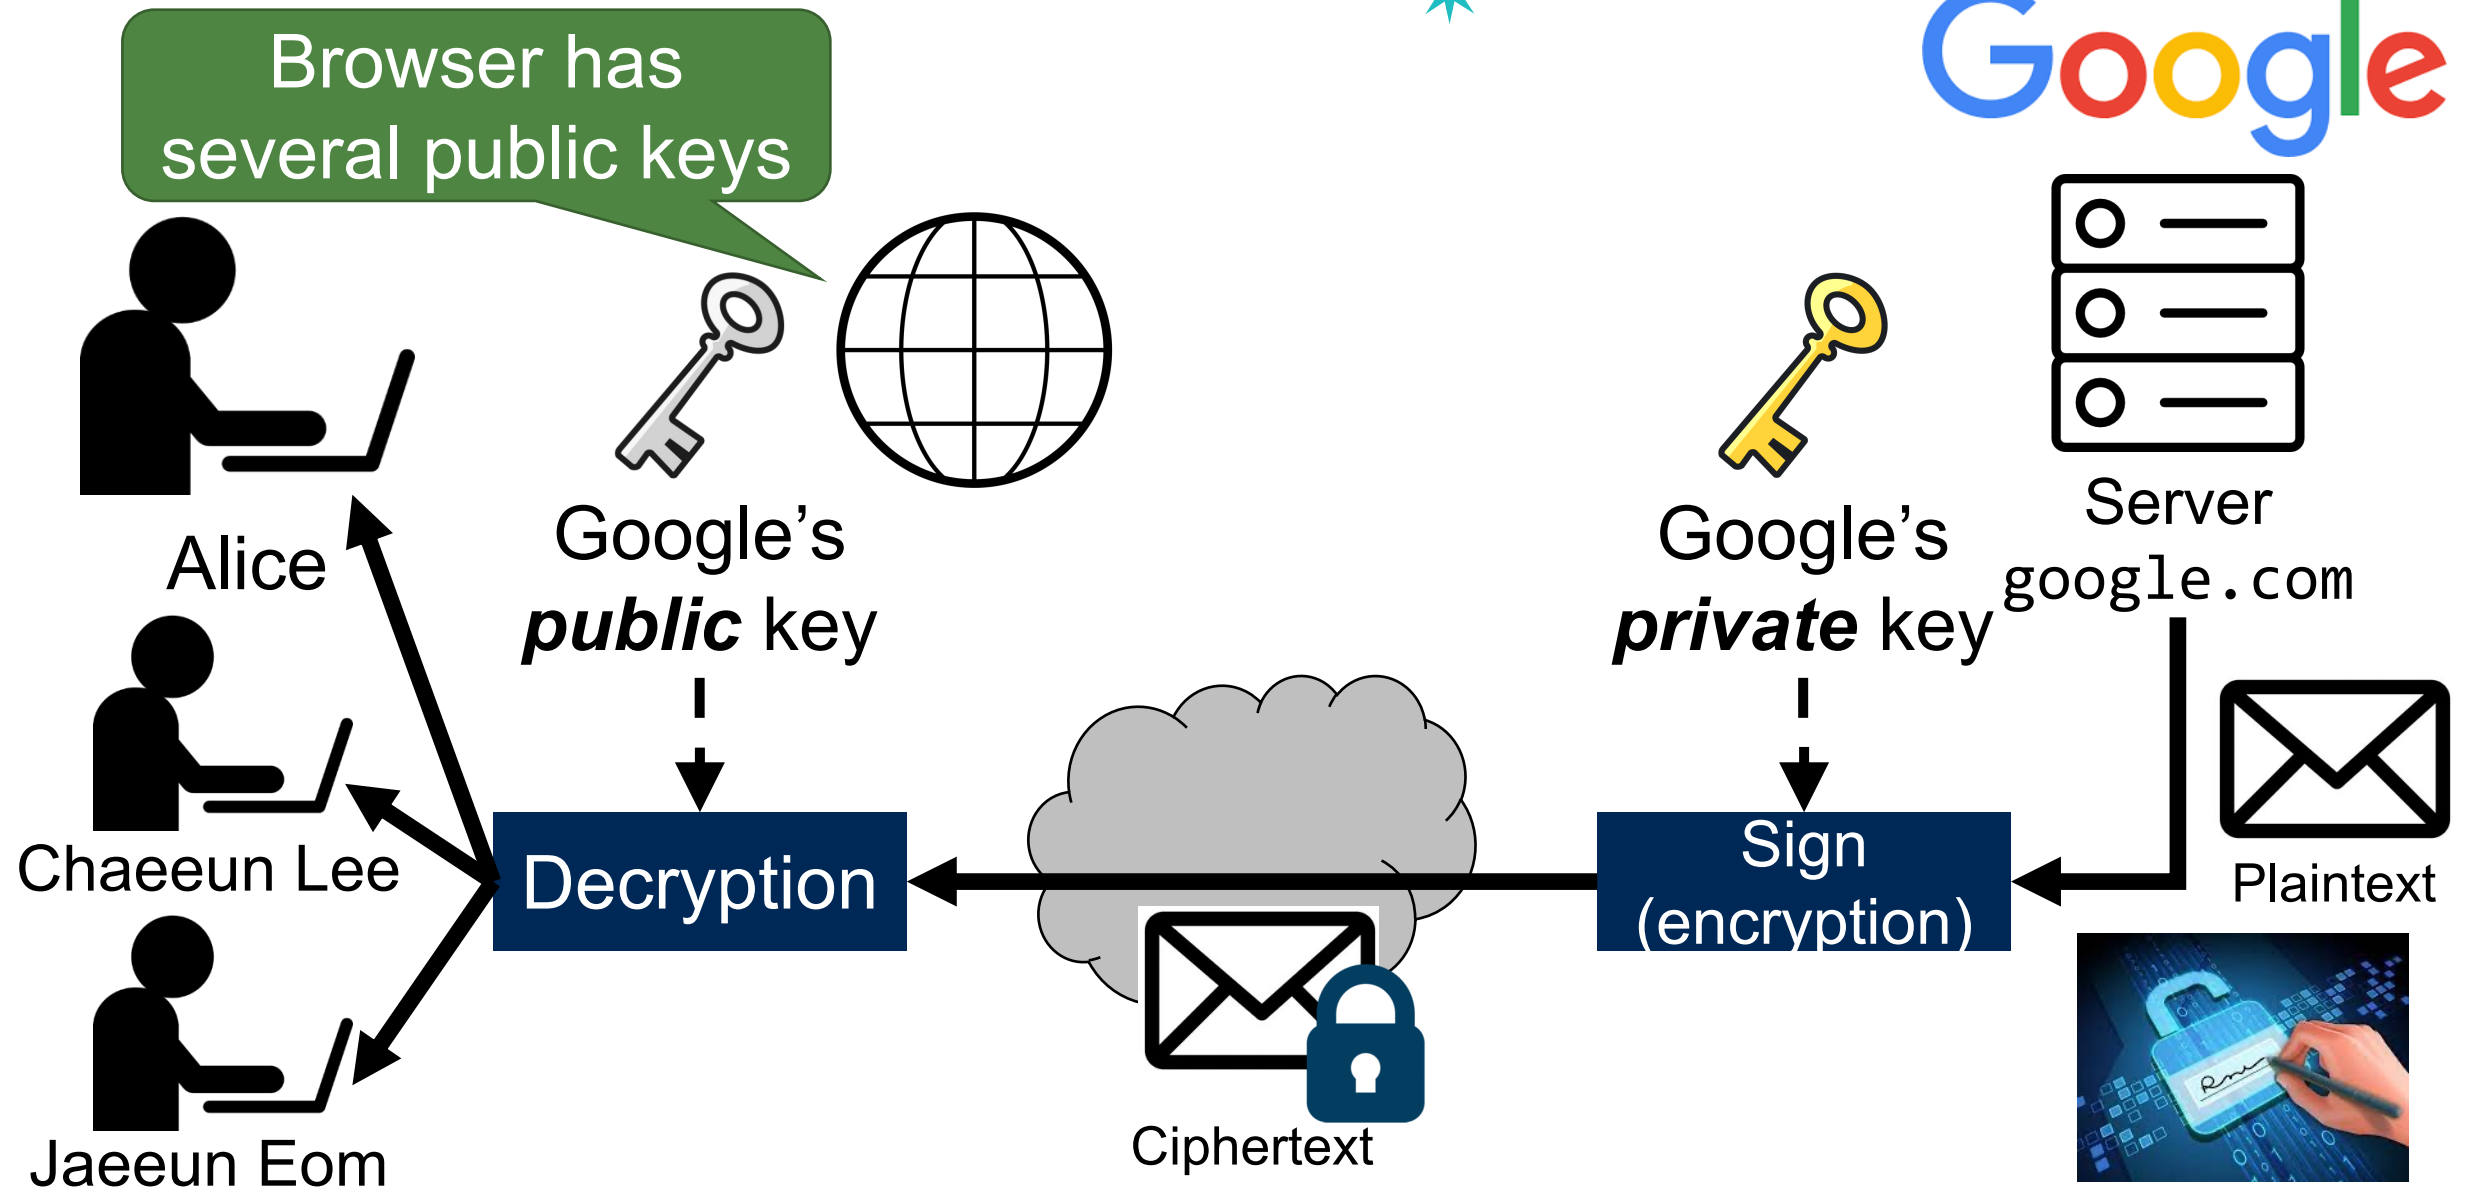 Browser has
several public keys
Google
Alice
Google's
public key
Google's
private key
Server
google.com
Chaeeun Lee
Decryption
Sign
(encryption)
Plaintext
Jaeeun Eom
Ciphertext